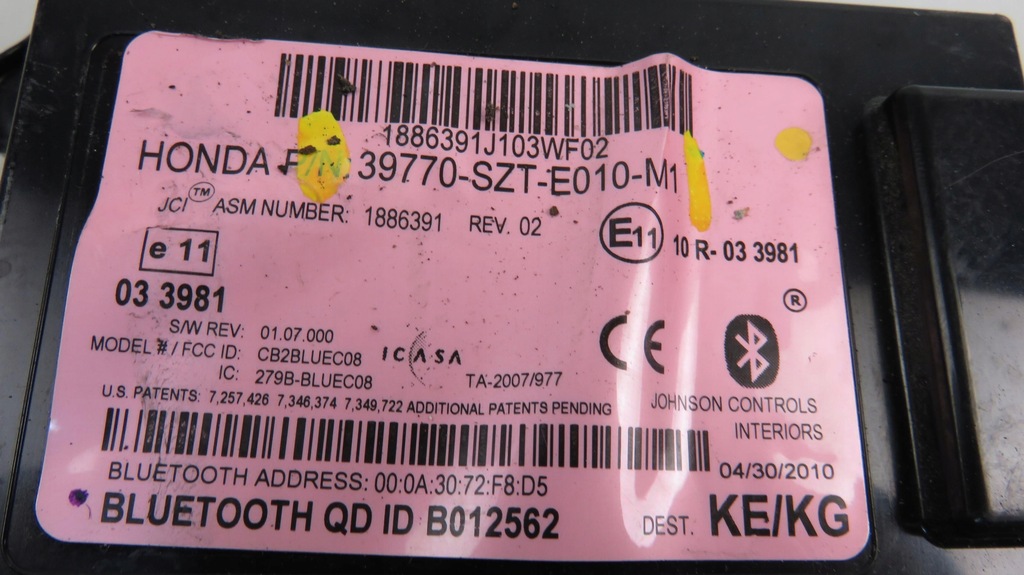 1886391J103WF02
HONDA P/N 39770-SZT-E010-M1
JCI™ ASM NUMBER: 1886391 REV. 02
E11 10 R- 03 3981
e 11
03 3981
®
S/W REV: 01.07.000
MODEL #/ FCC ID: CB2BLUEC08
IC: 279B-BLUEC08
ICASA
TA-2007/977
CE
U.S. PATENTS: 7,257,426 7,346,374 7,349,722 ADDITIONAL PATENTS PENDING
JOHNSON CONTROLS
INTERIORS
04/30/2010
BLUETOOTH ADDRESS: 00:0A:30:72:F8:D5
BLUETOOTH QD ID B012562
DEST. KE/KG